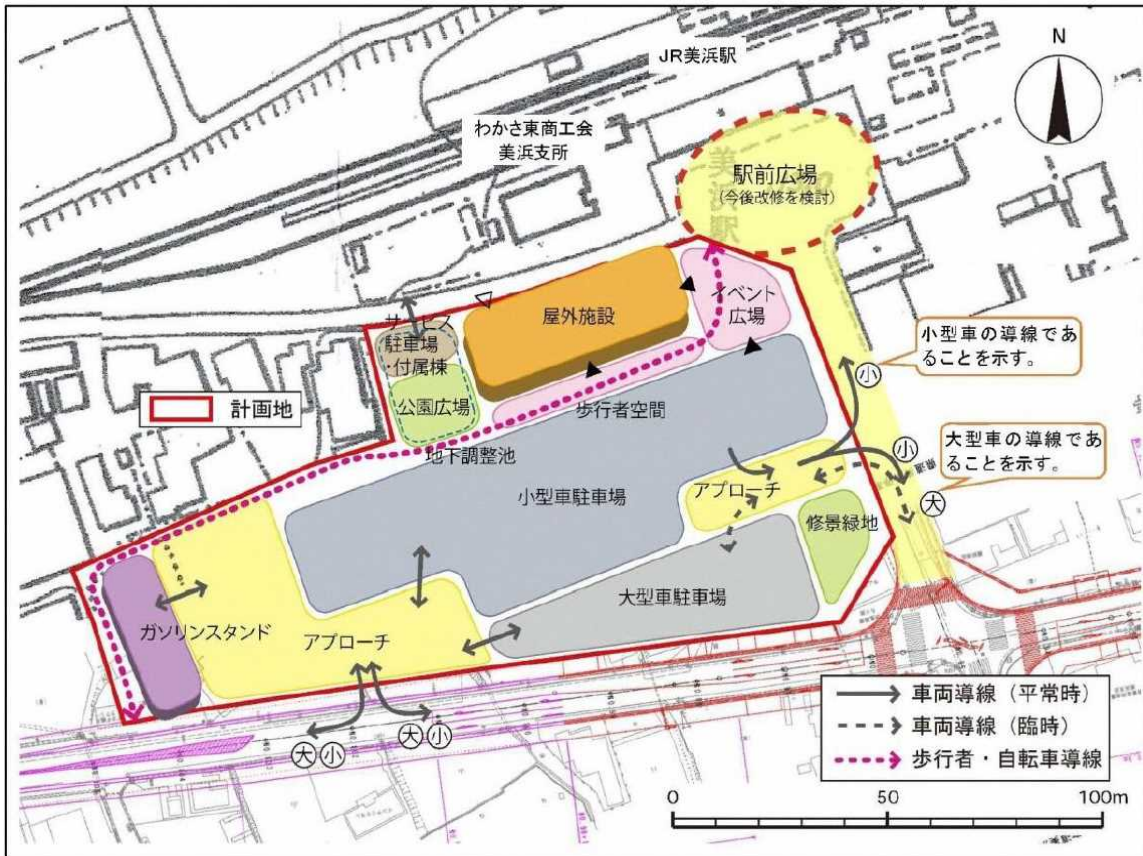 JR美浜駅
N
わかさ東商工会
美浜支所
美浜駅
駅前広場
(今後改修を検討)
イベント
広場
屋外施設
サービス
駐車場
・付属棟
公園広場
歩行者空間
小型車の導線であ
ることを示す。
小
計画地
地下調整池
小型車駐車場
アプローチ
小
大型車の導線であ
ることを示す。
大
修景緑地
大型車駐車場
ガソリンスタンド
アプローチ
大 小
大 小
車両導線(平常時)
車両導線(臨時)
歩行者・自転車導線
0 50 100m